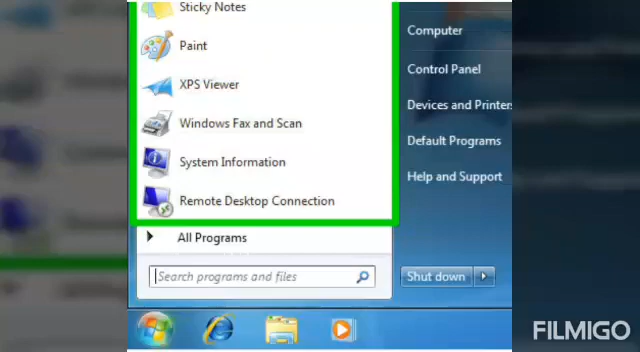 Sticky Notes
Paint
XPS Viewer
Windows Fax and Scan
System Information
Remote Desktop Connection
All Programs
Search programs and files
Computer
Control Panel
Devices and Printers
Default Programs
Help and Support
Shut down
FILMIGO